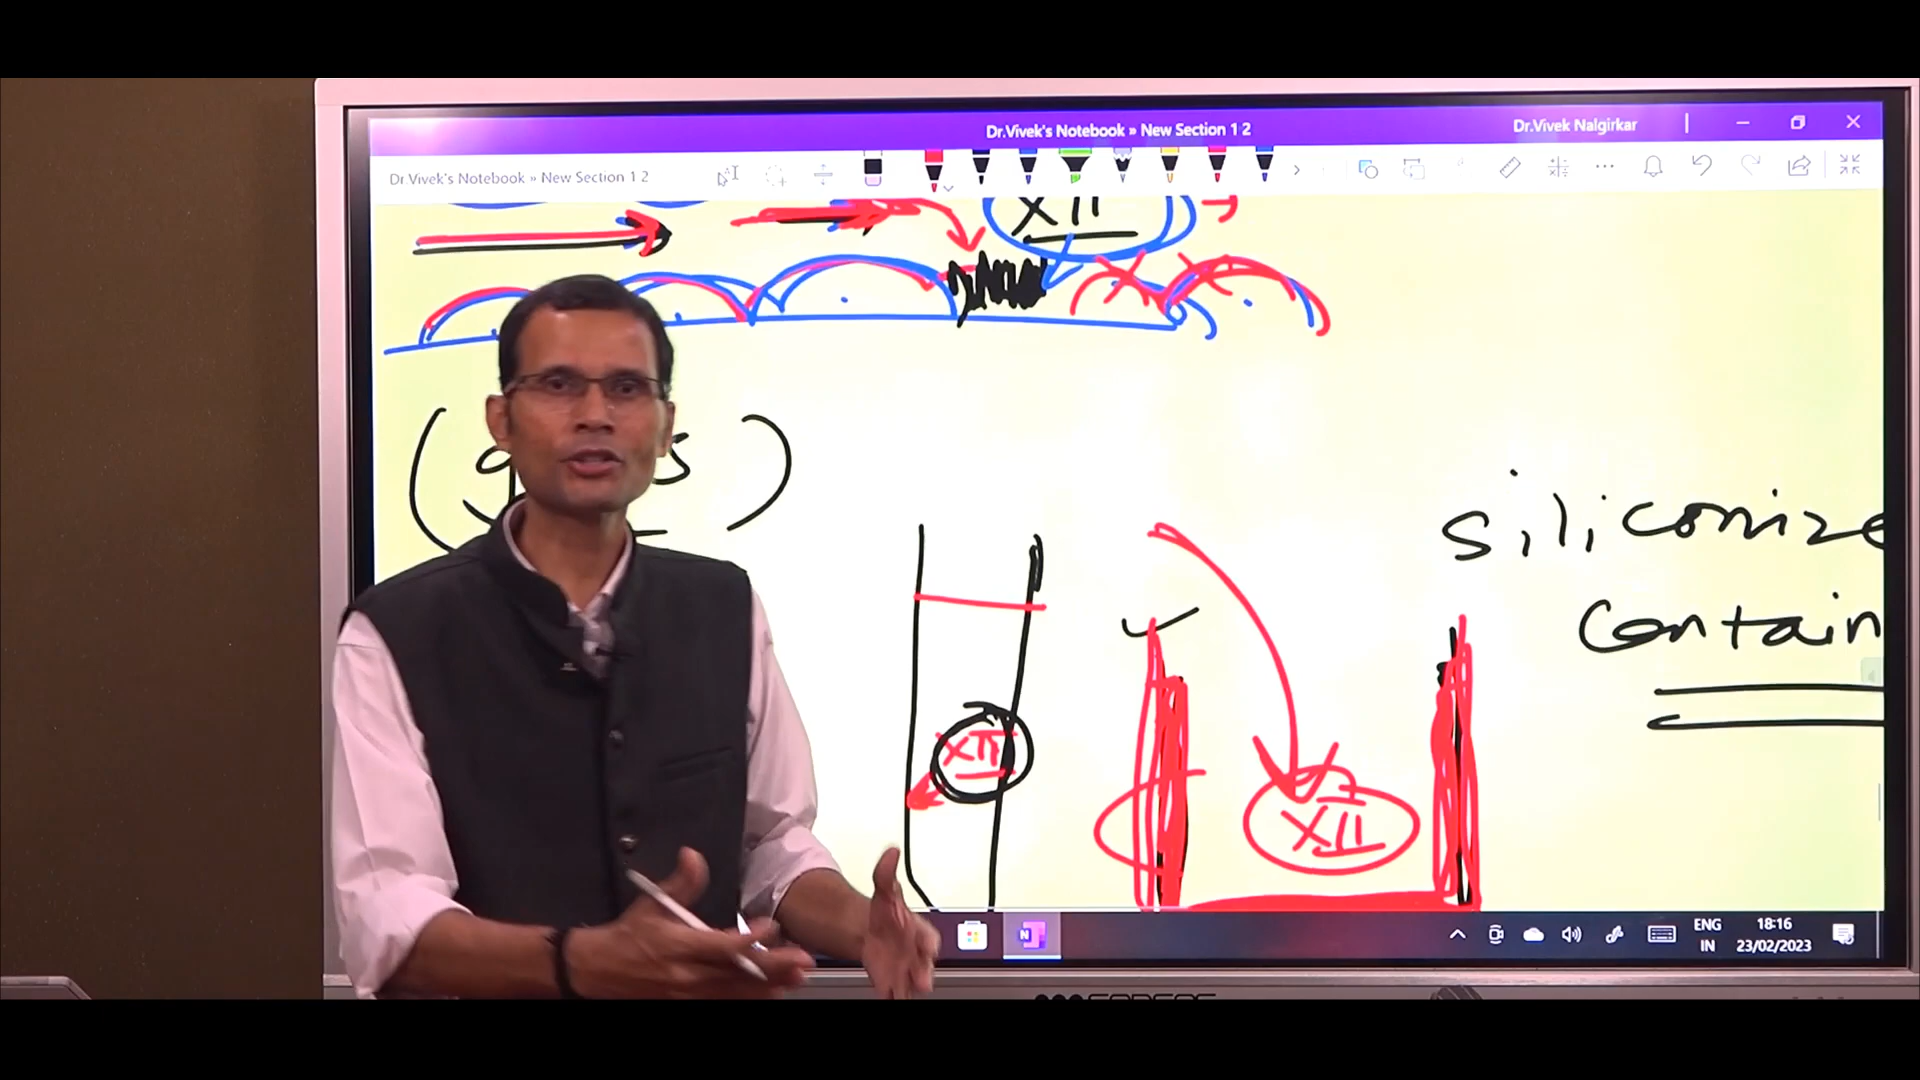 Dr.Vivek's Notebook » New Section 1 2
Dr.Vivek Nalgirkar
Dr.Vivek's Notebook » New Section 1 2
XII
siliconize
contain
XII
XII
N
ENG
IN
18:16
23/02/2023